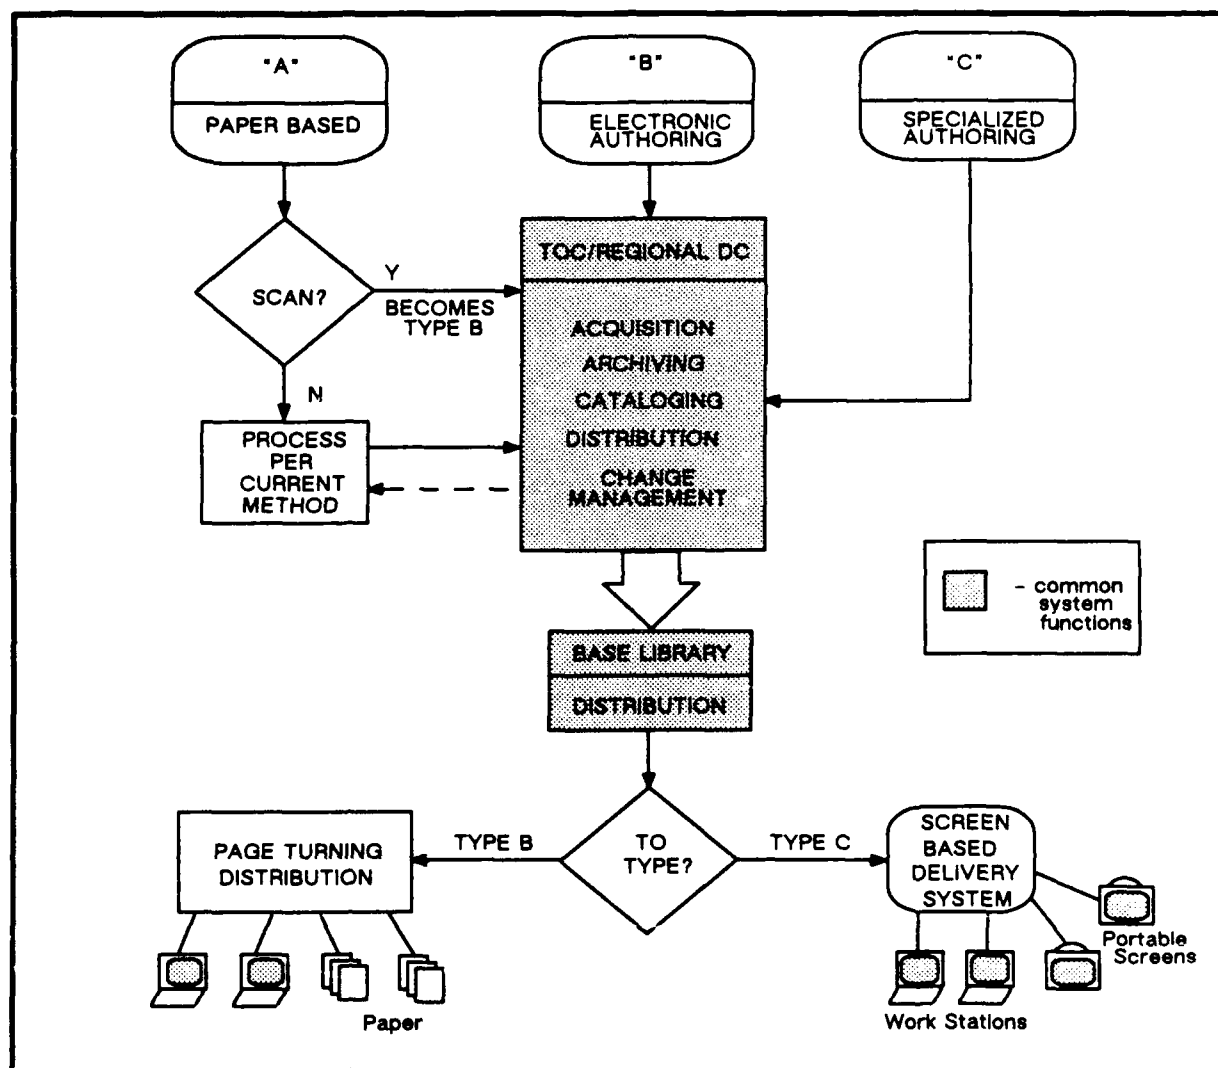 "A"
PAPER BASED
"B"
ELECTRONIC
AUTHORING
"C"
SPECIALIZED
AUTHORING
SCAN?
Y
BECOMES
TYPE B
N
PROCESS
PER
CURRENT
METHOD
TOC/REGIONAL DC
ACQUISITION
ARCHIVING
CATALOGING
DISTRIBUTION
CHANGE
MANAGEMENT
- common
system
functions
BASE LIBRARY
DISTRIBUTION
TO
TYPE?
TYPE B
TYPE C
PAGE TURNING
DISTRIBUTION
Paper
SCREEN
BASED
DELIVERY
SYSTEM
Portable
Screens
Work Stations